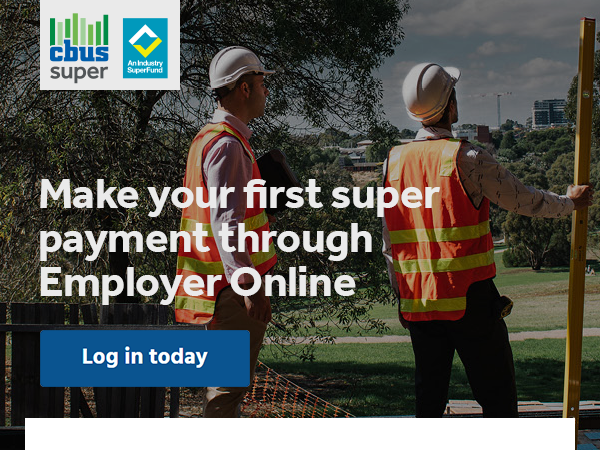 cbus
super
An Industry
SuperFund
Make your first super
payment through
Employer Online
Log in today